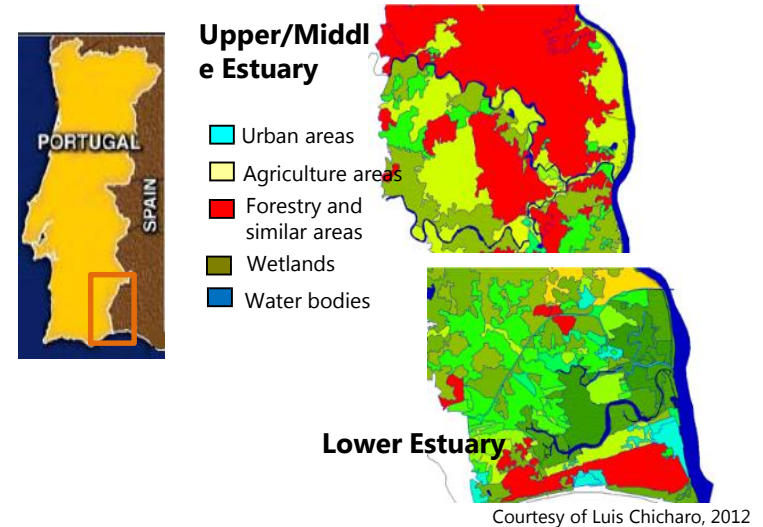 Upper/Middl
e Estuary
PORTUGAL
SPAIN
Urban areas
Agriculture areas
Forestry and
similar areas
Wetlands
Water bodies
Lower Estuary
Courtesy of Luis Chicharo, 2012